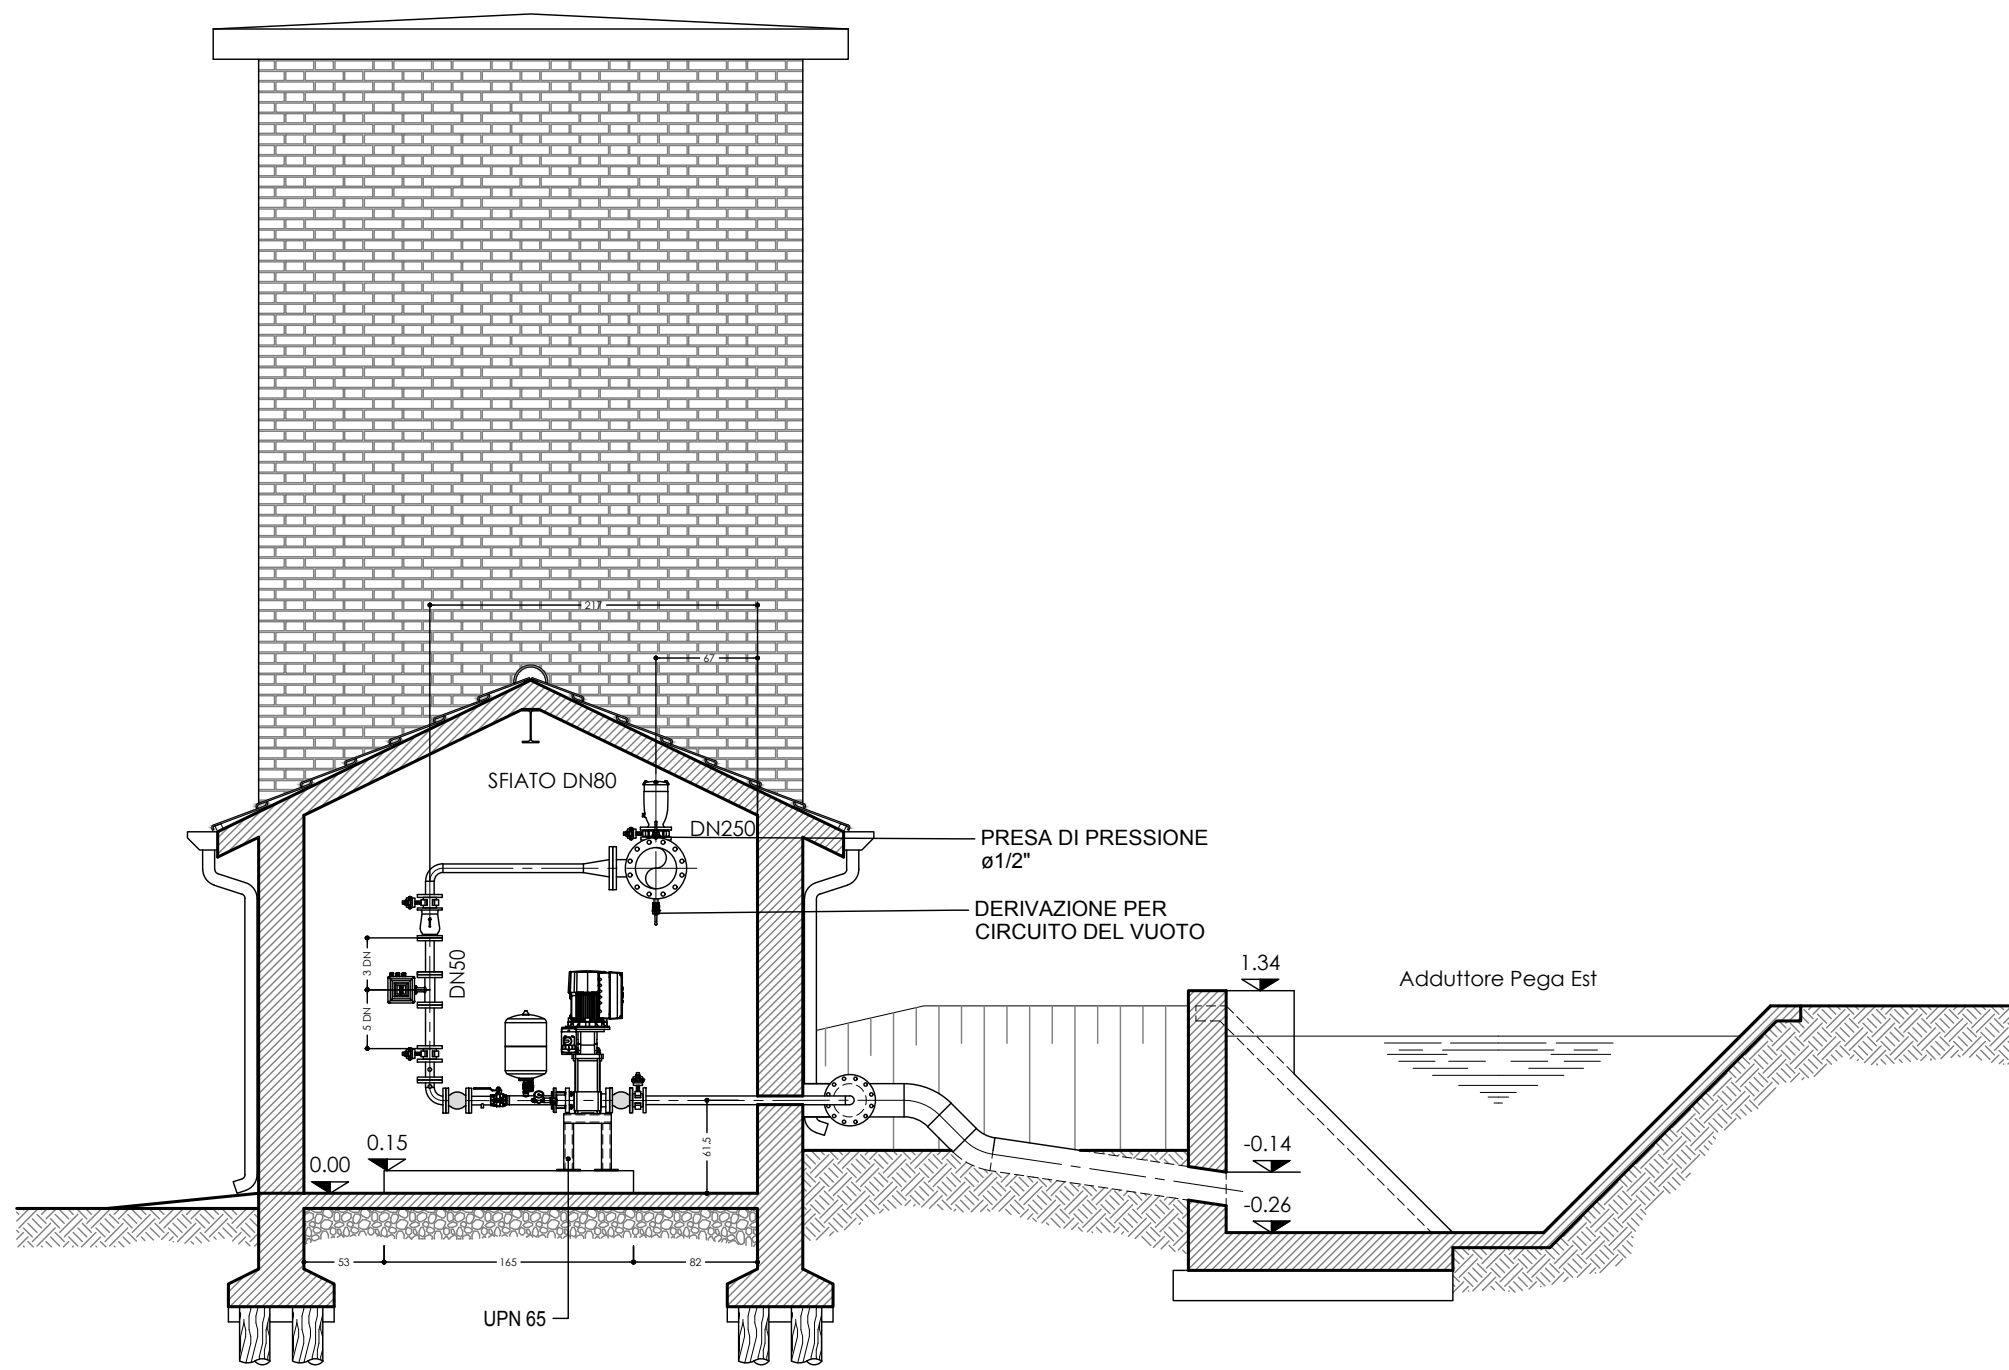 217
67
SFIATO DN80
DN250
PRESA DI PRESSIONE
ø1/2"
DERIVAZIONE PER
CIRCUITO DEL VUOTO
3 DN
DN50
5 DN
1.34
Adduttore Pega Est
61.5
0.15
0.00
-0.14
-0.26
53
165
82
UPN 65